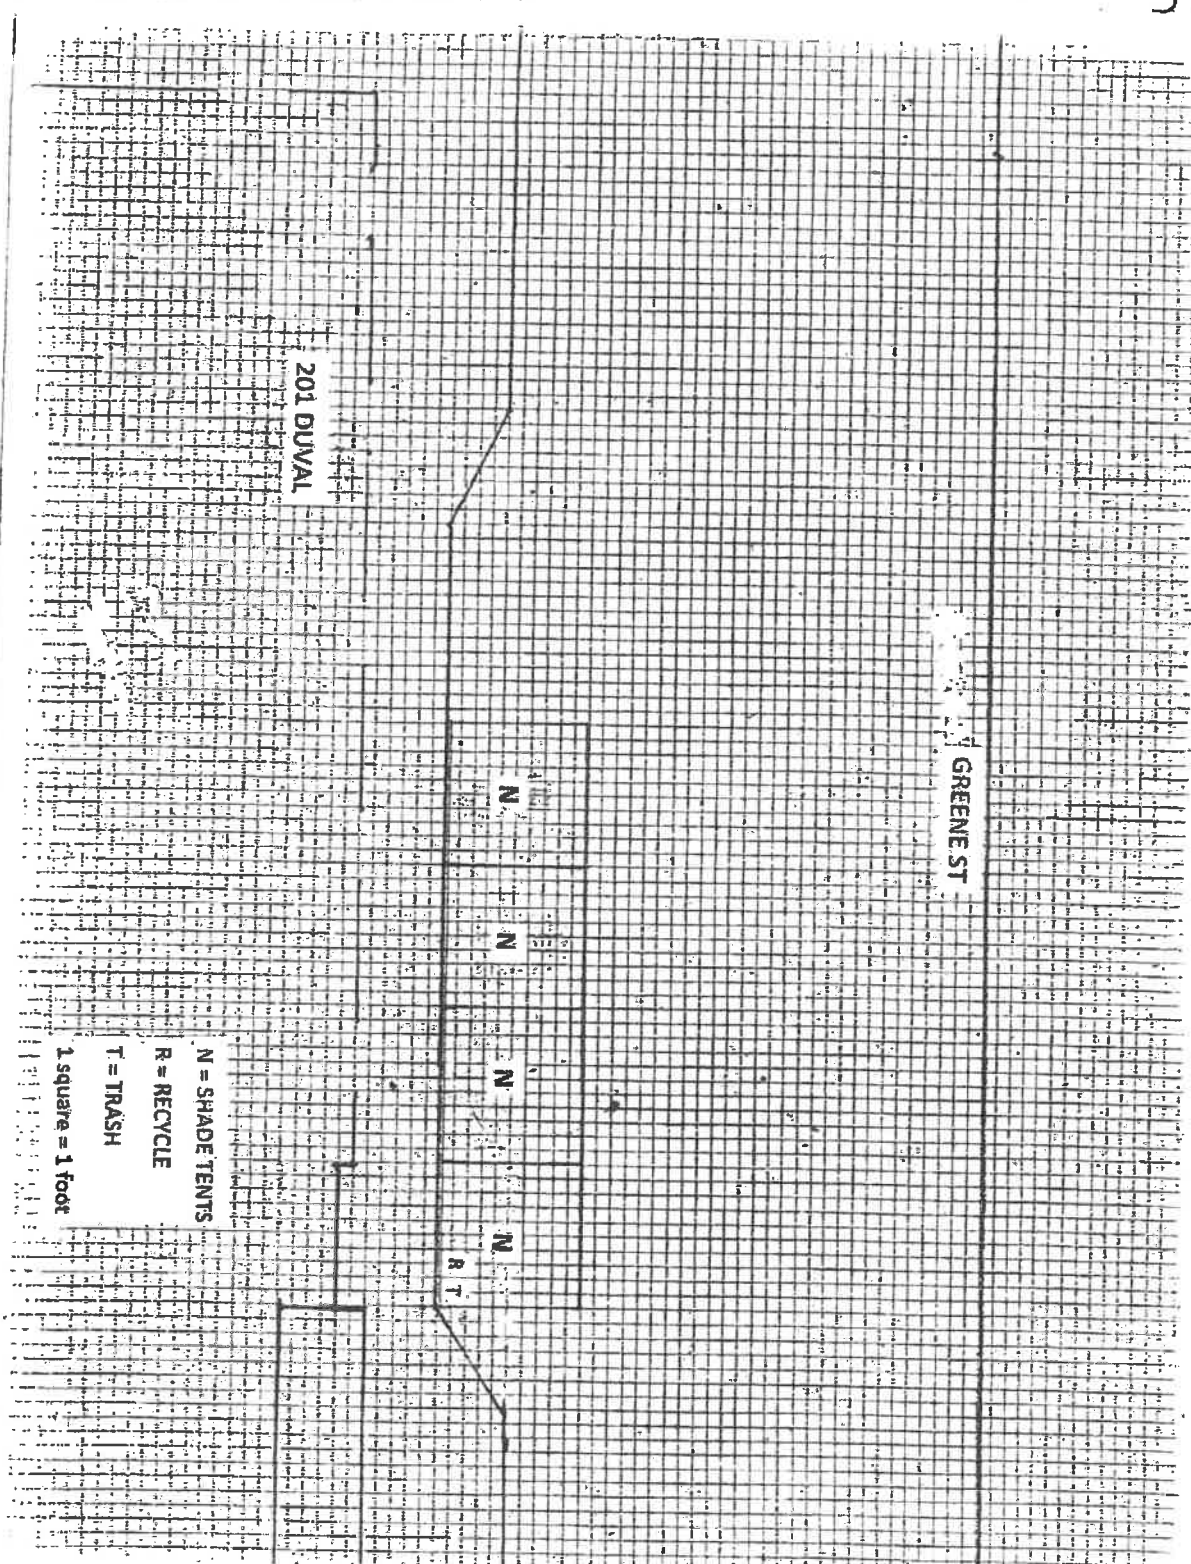 GREENE ST
N N N N
R T
201 DUVAL
N = SHADE TENTS
R = RECYCLE
T = TRASH
1 square = 1 foot